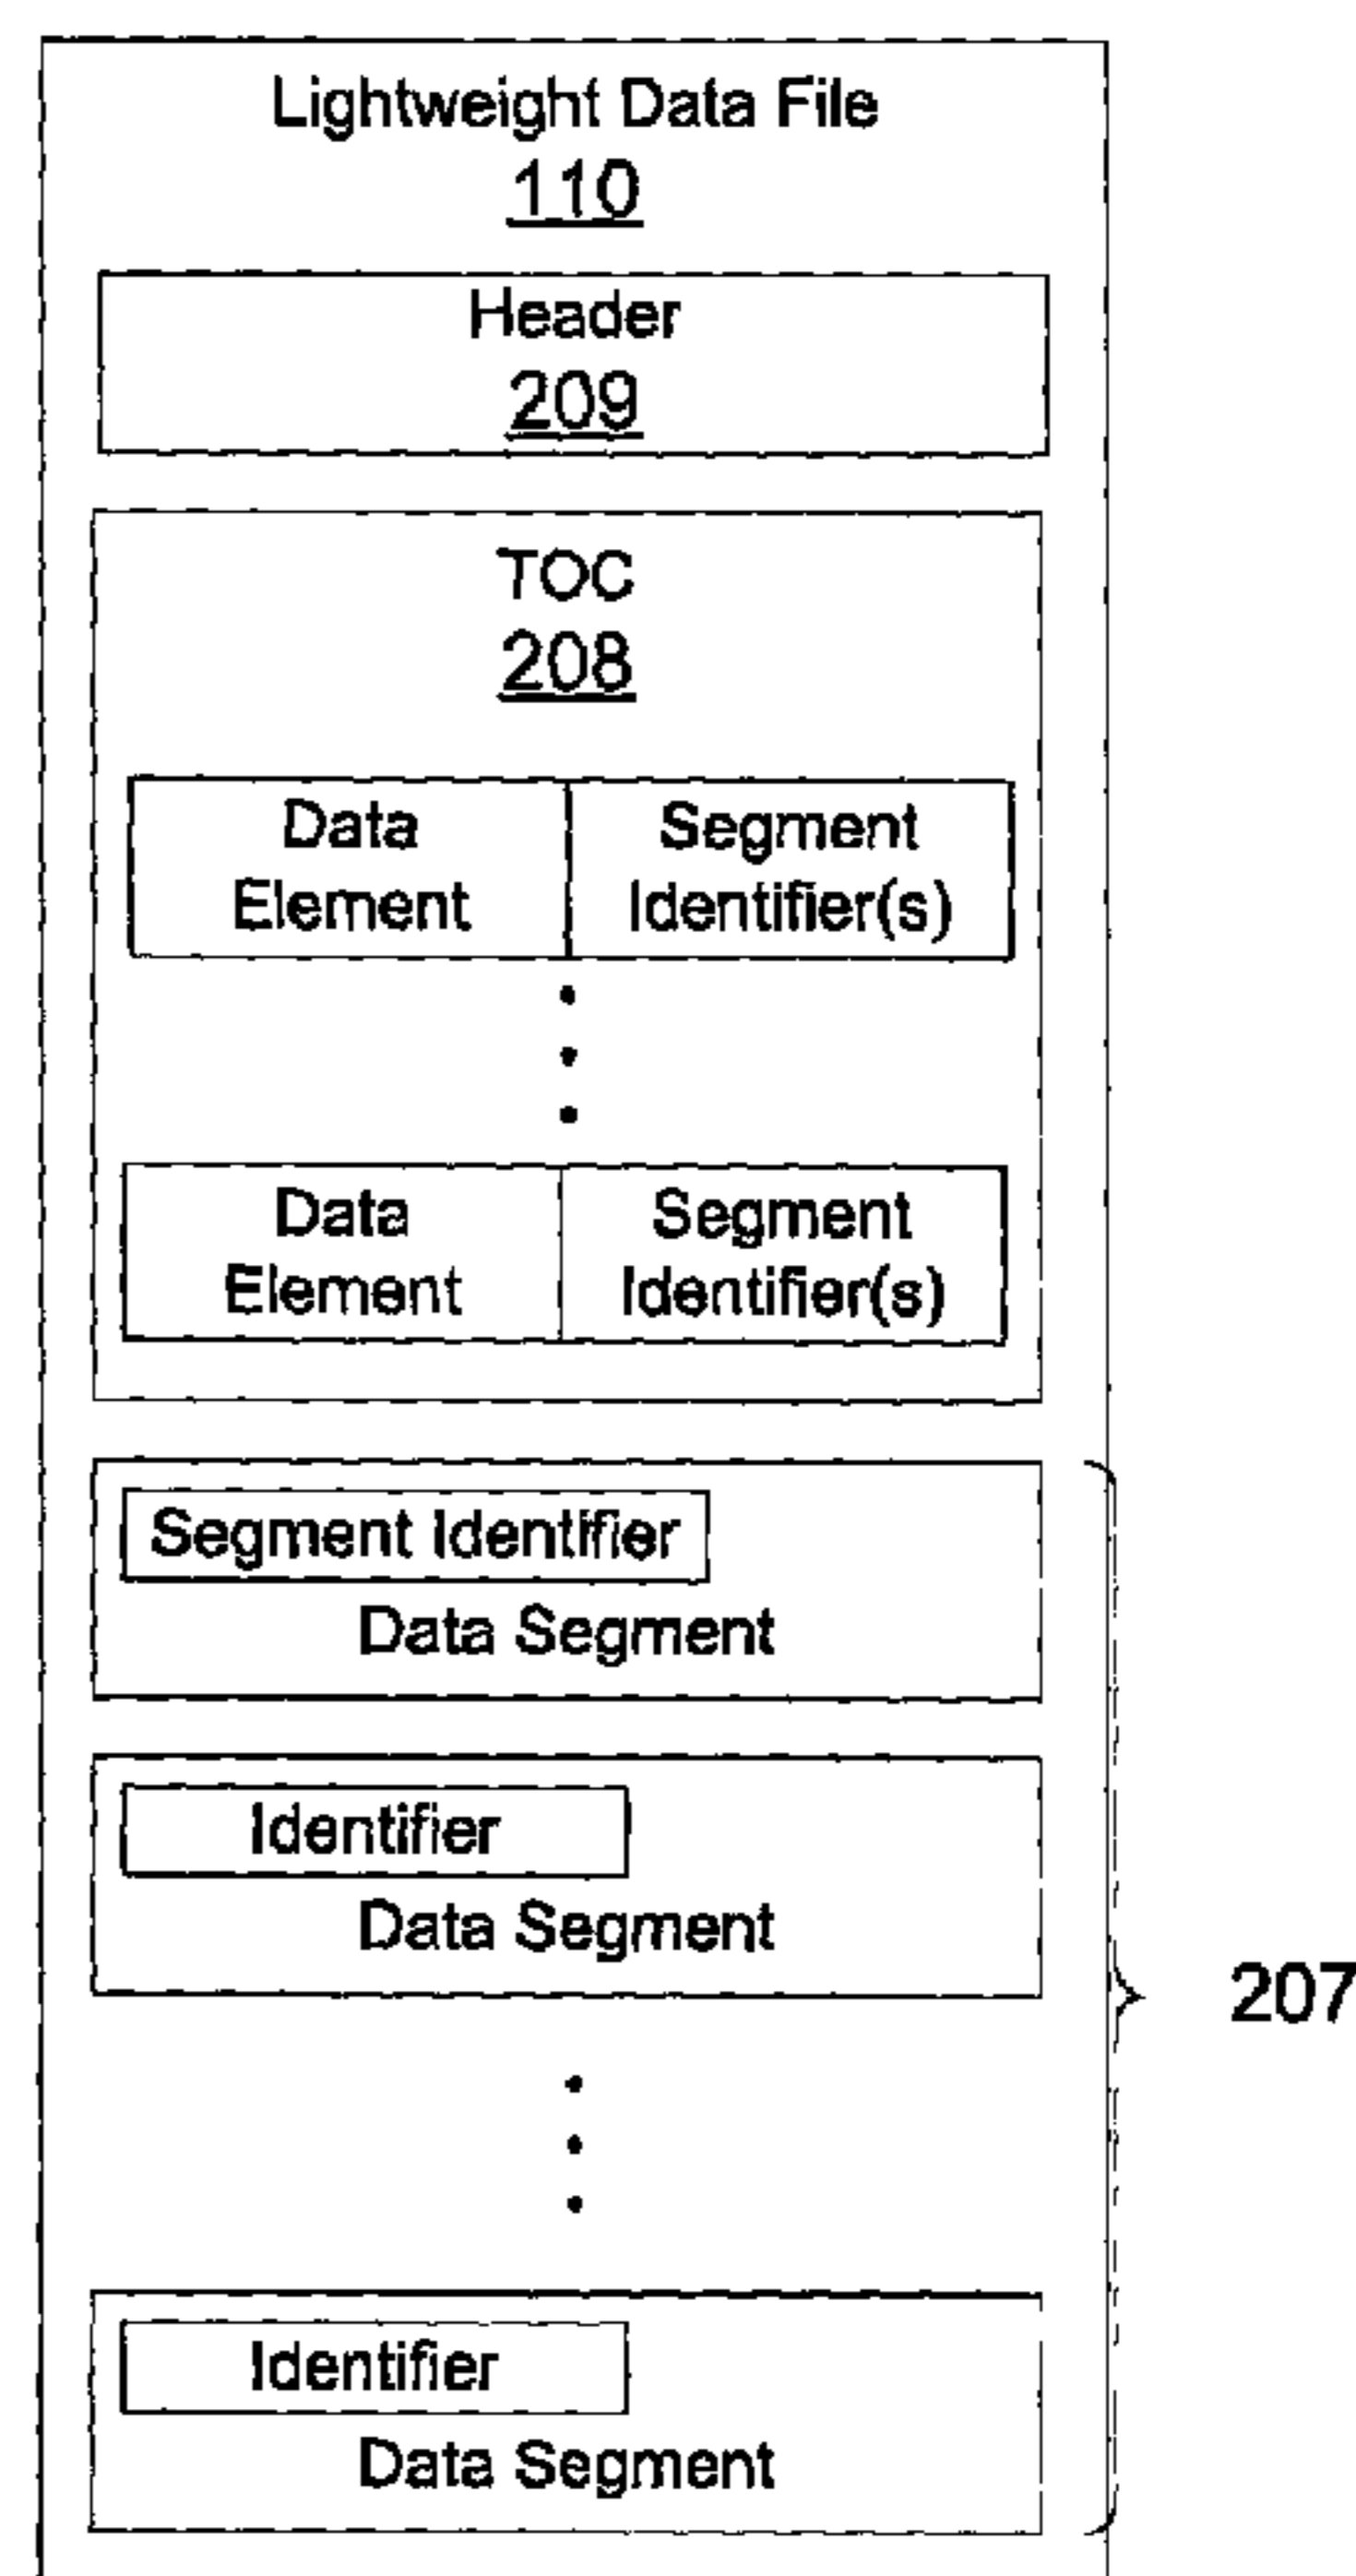 Lightweight Data File
110
Header
209
TOC
208
Data Element
Segment Identifier(s)
Data Element
Segment Identifier(s)
Segment Identifier
Data Segment
Identifier
Data Segment
207
Identifier
Data Segment